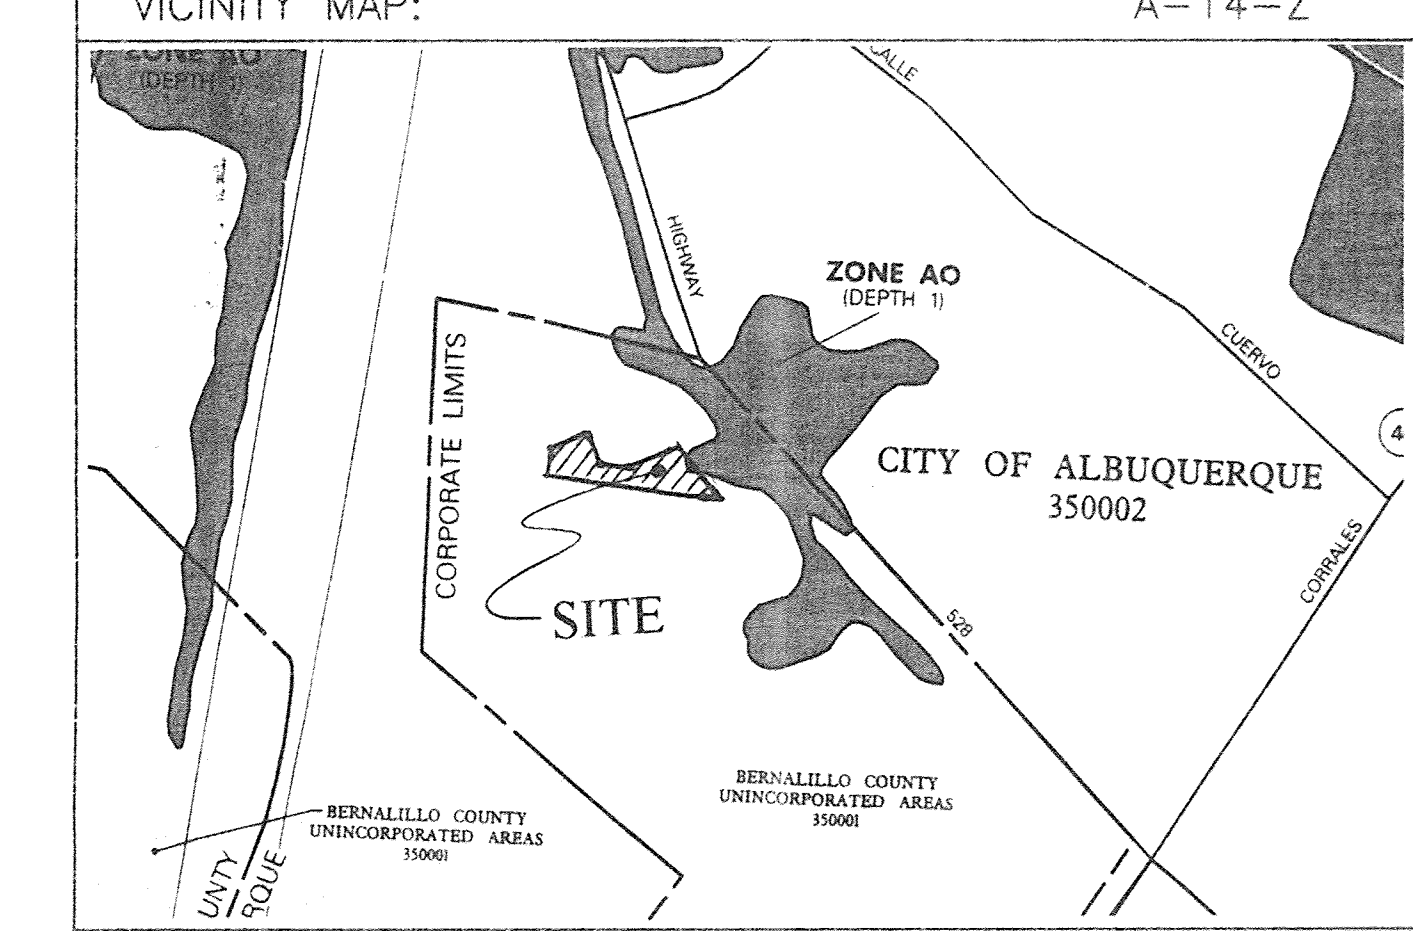 VICINITY MAP:
A-14-Z
ZONE AO
(DEPTH 1)
CALLE
HIGHWAY
ZONE AO
(DEPTH 1)
CUERVO
4
CORPORATE LIMITS
CITY OF ALBUQUERQUE
350002
CORRALES
SITE
528
BERNALILLO COUNTY
UNINCORPORATED AREAS
350001
BERNALILLO COUNTY
UNINCORPORATED AREAS
350001
UNTY
RQUE